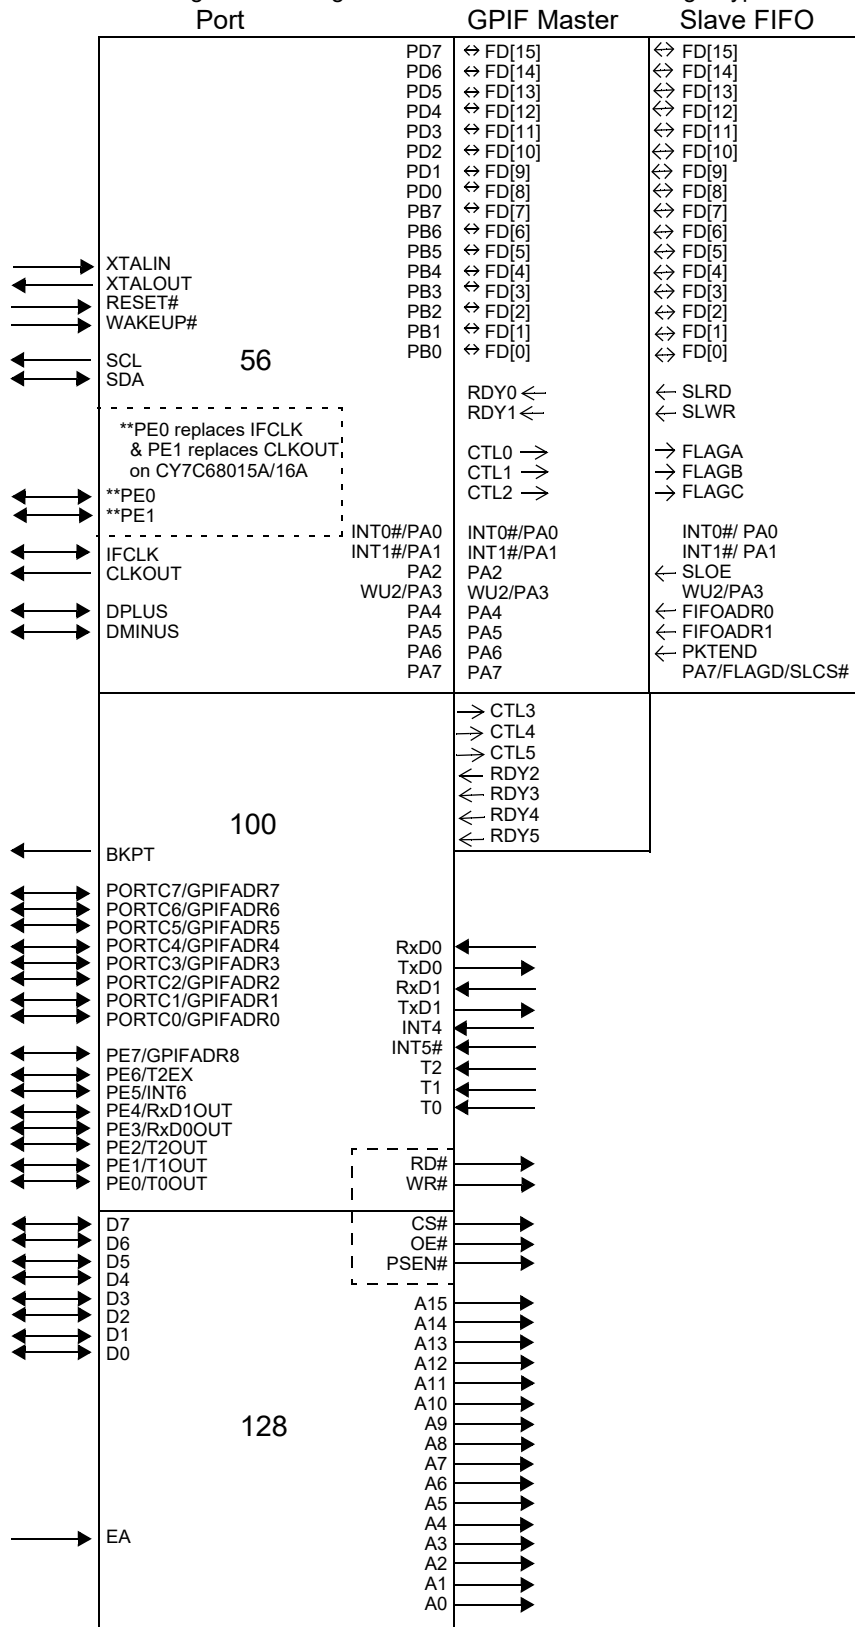 Port GPIF Master Slave FIFO
PD7 FD[15] FD[15]
PD6 FD[14] FD[14]
PD5 FD[13] FD[13]
PD4 FD[12] FD[12]
PD3 FD[11] FD[11]
PD2 FD[10] FD[10]
PD1 FD[9] FD[9]
PD0 FD[8] FD[8]
PB7 FD[7] FD[7]
PB6 FD[6] FD[6]
PB5 FD[5] FD[5]
XTALIN PB4 FD[4] FD[4]
XTALOUT PB3 FD[3] FD[3]
RESET# PB2 FD[2] FD[2]
WAKEUP# PB1 FD[1] FD[1]
SCL 56 PB0 FD[0] FD[0]
SDA
RDY0 SLRD
RDY1 SLWR
**PE0 replaces IFCLK
& PE1 replaces CLKOUT
on CY7C68015A/16A
CTL0 FLAGA
CTL1 FLAGB
CTL2 FLAGC
**PE0
**PE1
INT0#/PA0 INT0#/PA0 INT0#/ PA0
IFCLK INT1#/PA1 INT1#/PA1 INT1#/ PA1
CLKOUT PA2 PA2 SLOE
WU2/PA3 WU2/PA3 WU2/PA3
DPLUS PA4 PA4 FIFOADR0
DMINUS PA5 PA5 FIFOADR1
PA6 PA6 PKTEND
PA7 PA7 PA7/FLAGD/SLCS#
CTL3
CTL4
CTL5
RDY2
RDY3
RDY4
RDY5
100
BKPT
PORTC7/GPIFADR7
PORTC6/GPIFADR6
PORTC5/GPIFADR5
PORTC4/GPIFADR4 RxD0
PORTC3/GPIFADR3 TxD0
PORTC2/GPIFADR2 RxD1
PORTC1/GPIFADR1 TxD1
PORTC0/GPIFADR0 INT4
INT5#
PE7/GPIFADR8 T2
PE6/T2EX T1
PE5/INT6 T0
PE4/RxD1OUT
PE3/RxD0OUT
PE2/T2OUT
PE1/T1OUT RD#
PE0/T0OUT WR#
D7 CS#
D6 OE#
D5 PSEN#
D4
D3 A15
D2 A14
D1 A13
D0 A12
A11
A10
128 A9
A8
A7
A6
A5
A4
EA A3
A2
A1
A0